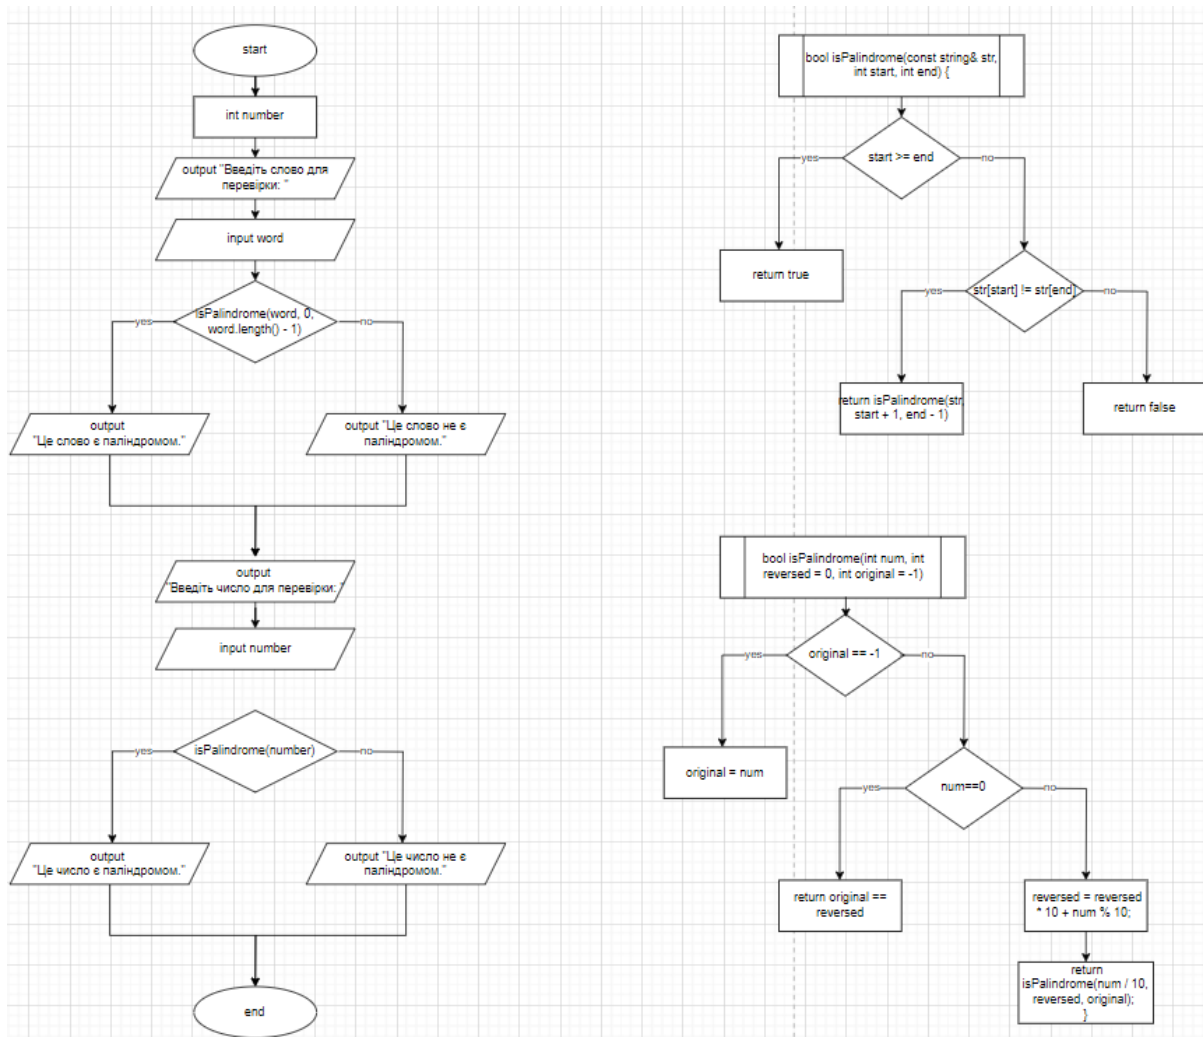 start
int number
output "Введіть слово для
перевірки: "
input word
isPalindrome(word, 0,
word.length() - 1)
yes
no
output
"Це слово є паліндромом."
output "Це слово не є
паліндромом."
output
"Введіть число для перевірки: "
input number
isPalindrome(number)
yes
no
output
"Це число є паліндромом."
output "Це число не є
паліндромом."
end
bool isPalindrome(const string& str,
int start, int end) {
start >= end
yes
no
return true
str[start] != str[end]
yes
no
return isPalindrome(str,
start + 1, end - 1)
return false
bool isPalindrome(int num, int
reversed = 0, int original = -1)
original == -1
yes
no
original = num
num==0
yes
no
return original ==
reversed
reversed = reversed
* 10 + num % 10;
return
isPalindrome(num / 10,
reversed, original);
}